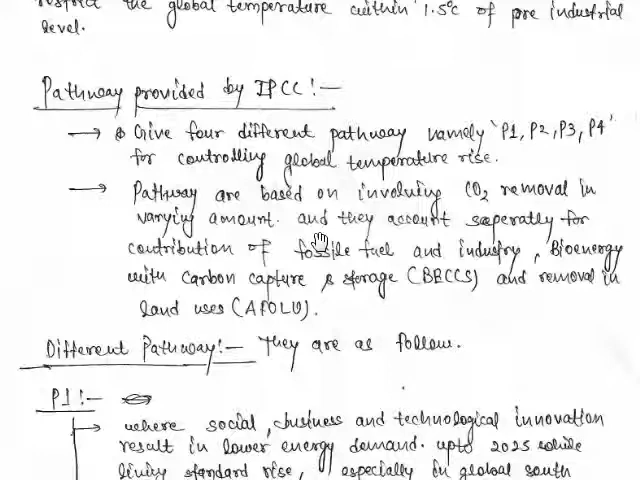 restrict the global temperature within 1.5°c of pre industrial
level.
Pathway provided by IPCC!—
→ Give four different pathway namely 'P1, P2, P3, P4'
for controlling global temperature rise.
→ Pathway are based on involving CO2 removal in
varying amount. and they account seperatly for
contribution of fossile fuel and industry, Bioenergy
with Carbon capture & storage (BECCS) and removal in
land uses (AFOLU).
Different Pathway!— They are as follow.
P1!—
→ where social, business and technological innovation
result in lower energy demand. upto 2025 while
living standard rise, especially in global south